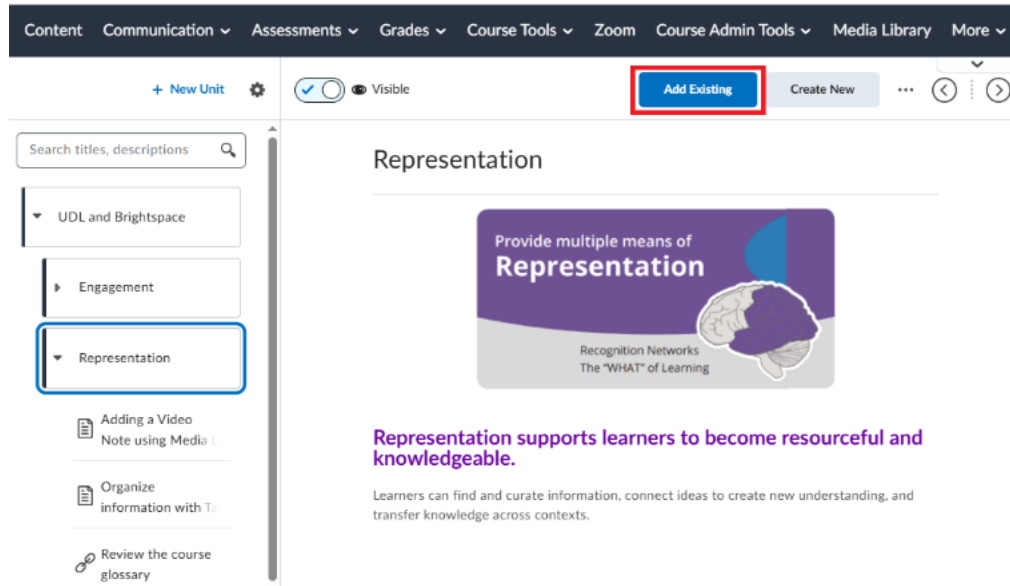 Content Communication Assessments Grades Course Tools Zoom Course Admin Tools Media Library More
+ New Unit
Visible
Add Existing
Create New
Search titles, descriptions
UDL and Brightspace
Engagement
Representation
Adding a Video
Note using Media
Organize
information with
Review the course
glossary
Representation
Provide multiple means of
Representation
Recognition Networks
The "WHAT" of Learning
Representation supports learners to become resourceful and
knowledgeable.
Learners can find and curate information, connect ideas to create new understanding, and
transfer knowledge across contexts.